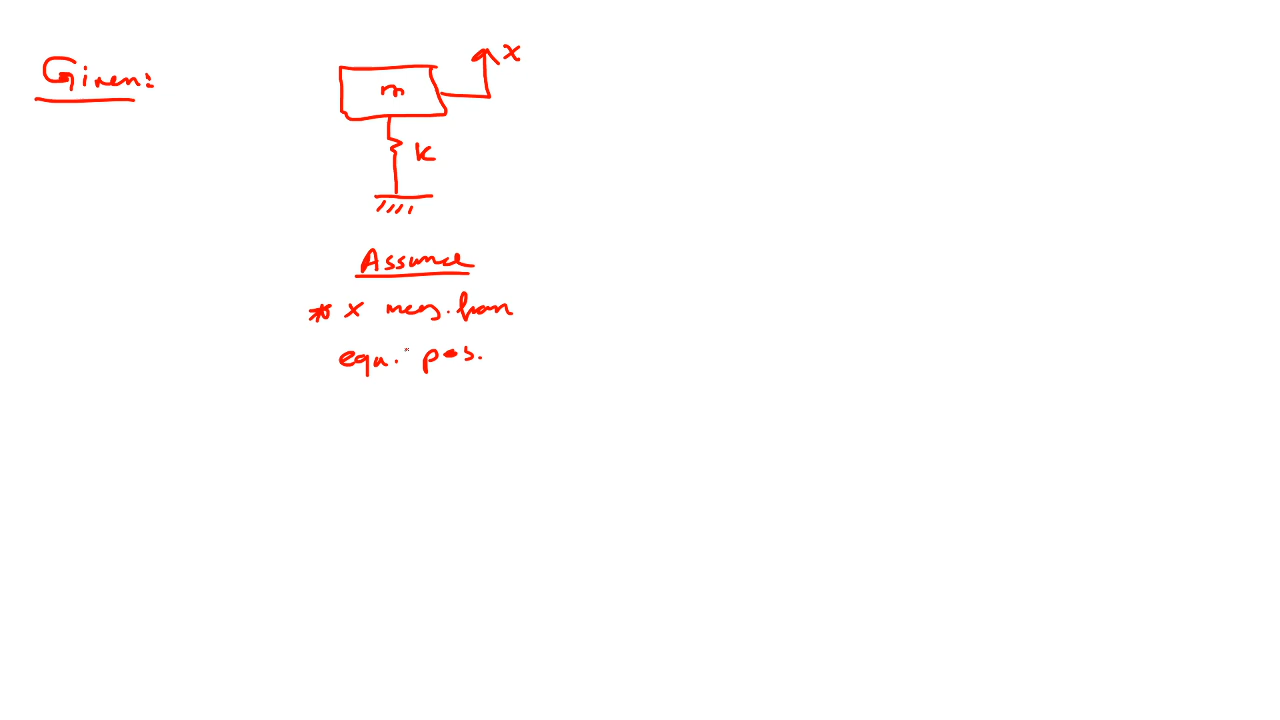 Given:
x
m
k
Assume
* x meas. from
equ. pos.